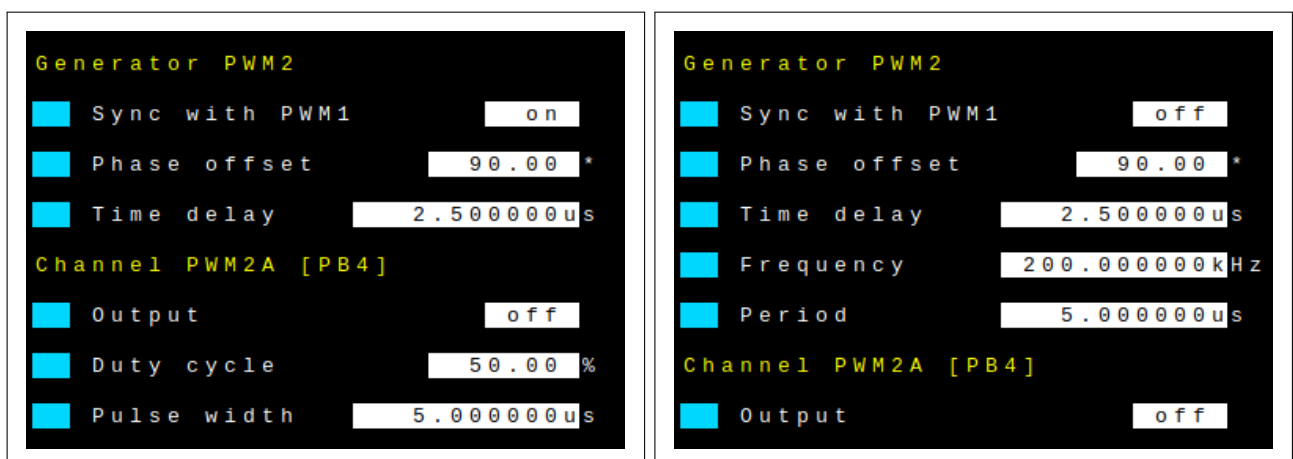 Generator PWM2
Sync with PWM1 on
Phase offset 90.00 *
Time delay 2.500000us
Channel PWM2A [PB4]
Output off
Duty cycle 50.00 %
Pulse width 5.000000us
Generator PWM2
Sync with PWM1 off
Phase offset 90.00 *
Time delay 2.500000us
Frequency 200.000000kHz
Period 5.000000us
Channel PWM2A [PB4]
Output off